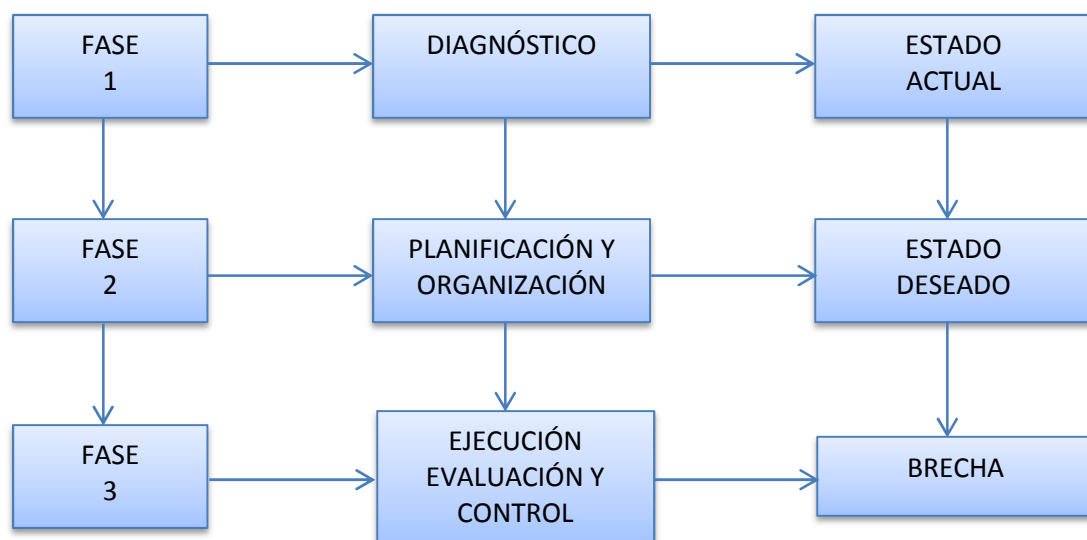 FASE
1
DIAGNÓSTICO
ESTADO
ACTUAL
FASE
2
PLANIFICACIÓN Y
ORGANIZACIÓN
ESTADO
DESEADO
FASE
3
EJECUCIÓN
EVALUACIÓN Y
CONTROL
BRECHA